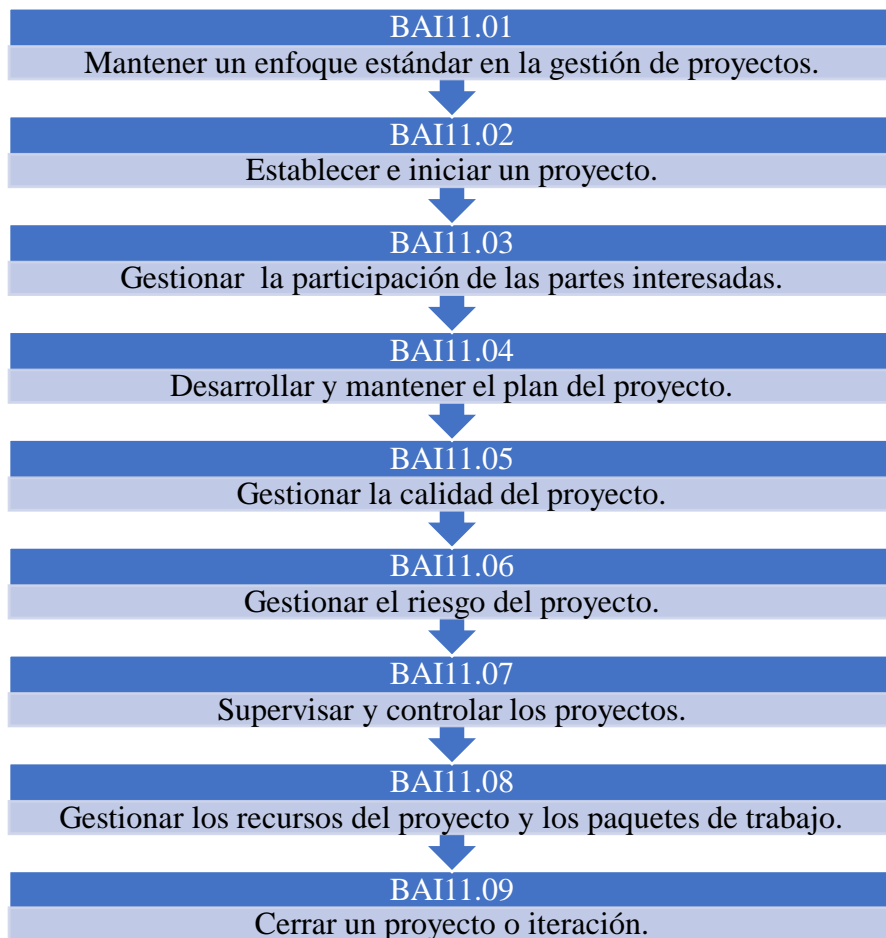 BAI11.01
Mantener un enfoque estándar en la gestión de proyectos.
BAI11.02
Establecer e iniciar un proyecto.
BAI11.03
Gestionar  la participación de las partes interesadas.
BAI11.04
Desarrollar y mantener el plan del proyecto.
BAI11.05
Gestionar la calidad del proyecto.
BAI11.06
Gestionar el riesgo del proyecto.
BAI11.07
Supervisar y controlar los proyectos.
BAI11.08
Gestionar los recursos del proyecto y los paquetes de trabajo.
BAI11.09
Cerrar un proyecto o iteración.